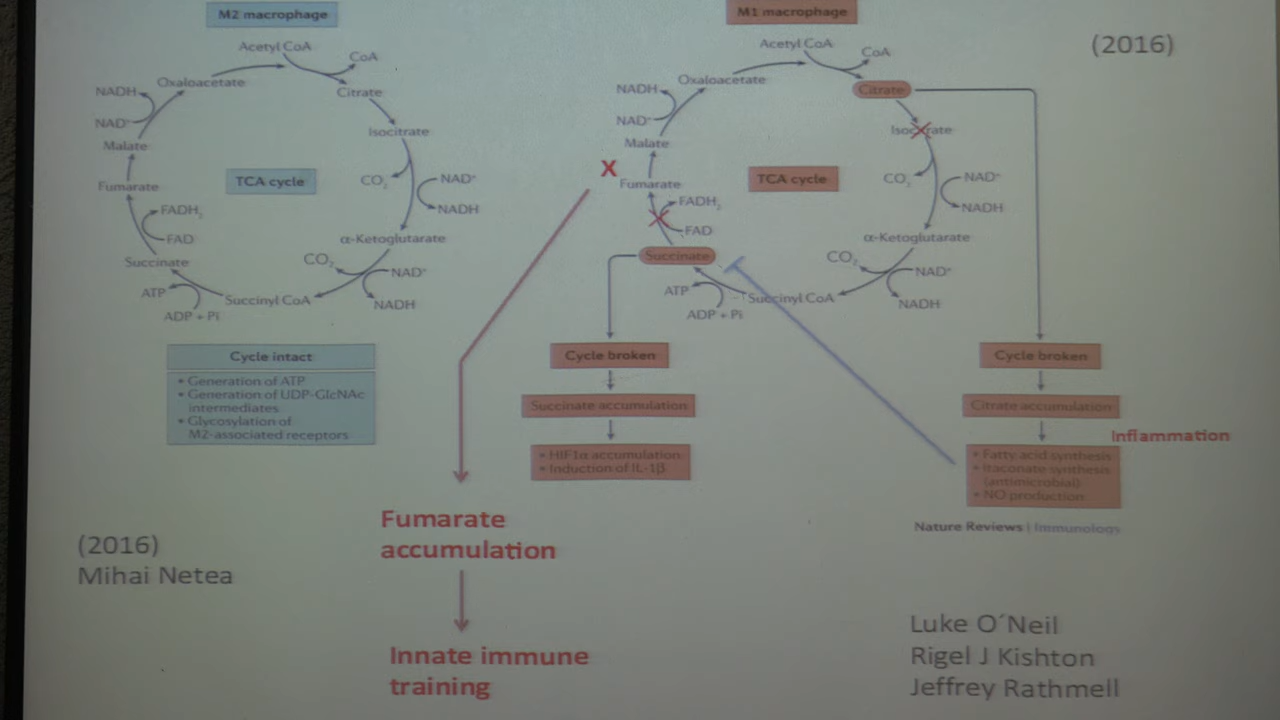 M2 macrophage
Acetyl CoA
CoA
Oxaloacetate
NADH
Citrate
NAD⁺
Isocitrate
Malate
CO₂
NAD⁺
TCA cycle
Fumarate
NADH
FADH₂
FAD
α-Ketoglutarate
Succinate
CO₂
NAD⁺
ATP
Succinyl CoA
NADH
ADP + Pi
Cycle intact
• Generation of ATP
• Generation of UDP-GlcNAc
intermediates
• Glycosylation of
M2-associated receptors
M1 macrophage
(2016)
Acetyl CoA
CoA
Oxaloacetate
NADH
Citrate
NAD⁺
Isocitrate
Malate
X
CO₂
NAD⁺
TCA cycle
Fumarate
NADH
FADH₂
FAD
α-Ketoglutarate
Succinate
CO₂
NAD⁺
ATP
Succinyl CoA
NADH
ADP + Pi
Cycle broken
Succinate accumulation
• HIF1α accumulation
• Induction of IL-1β
Cycle broken
Citrate accumulation
Inflammation
• Fatty acid synthesis
• Itaconate synthesis
(antimicrobial)
• NO production
Nature Reviews | Immunology
Fumarate
accumulation
Innate immune
training
(2016)
Mihai Netea
Luke O´Neil
Rigel J Kishton
Jeffrey Rathmell